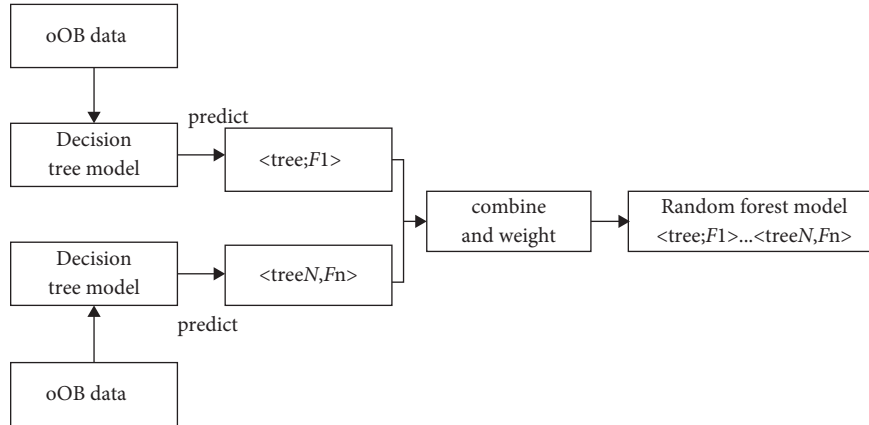 oOB data
predict
Decision
tree model
<tree;F1>
combine
and weight
Random forest model
<tree;F1>...<treeN,Fn>
Decision
tree model
<treeN,Fn>
predict
oOB data